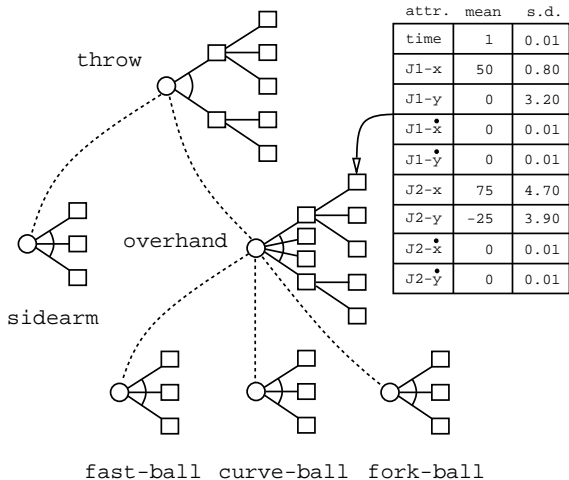 attr. mean s.d.
time 1 0.01
J1-x 50 0.80
J1-y 0 3.20
J1-ẋ 0 0.01
J1-ẏ 0 0.01
J2-x 75 4.70
J2-y -25 3.90
J2-ẋ 0 0.01
J2-ẏ 0 0.01
throw
overhand
sidearm
fast-ball curve-ball fork-ball